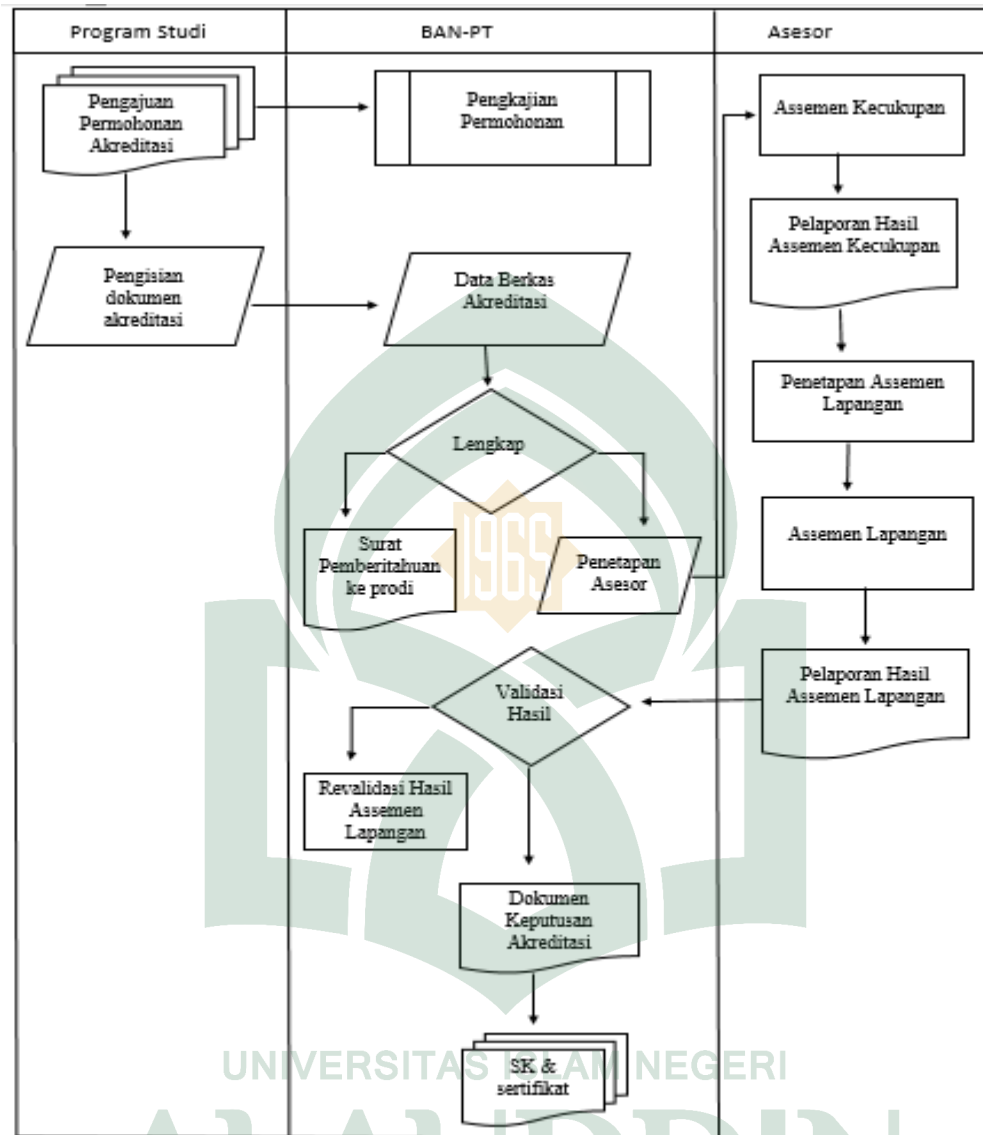 Program Studi
BAN-PT
Asesor
Pengajuan
Permohonan
Akreditasi
Pengkajian
Permohonan
Assemen Kecukupan
Pelaporan Hasil
Assemen Kecukupan
Pengisian
dokumen
akreditasi
Data Berkas
Akreditasi
Penetapan Assemen
Lapangan
Lengkap
Assemen Lapangan
Surat
Pemberitahuan
ke prodi
1965
Penetapan
Asesor
Pelaporan Hasil
Assemen Lapangan
Validasi
Hasil
Revalidasi Hasil
Assemen
Lapangan
Dokumen
Keputusan
Akreditasi
SK &
sertifikat
UNIVERSITAS ISLAM NEGERI
ALAUDDIN